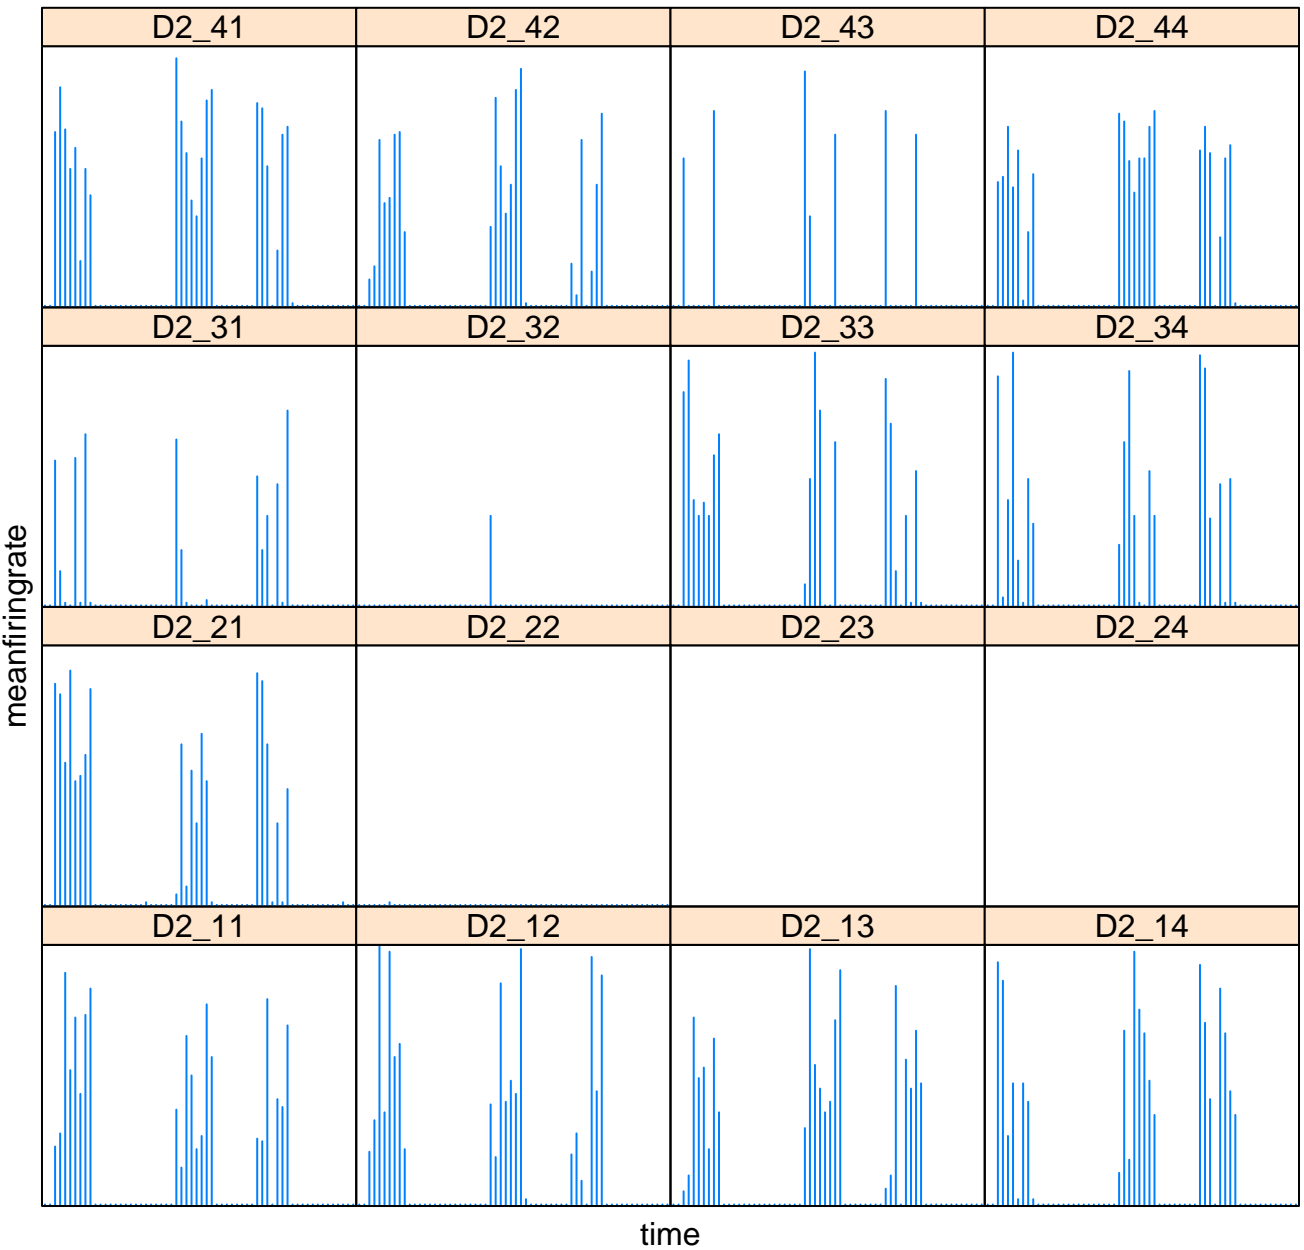 D2_41 D2_42 D2_43 D2_44
D2_31 D2_32 D2_33 D2_34
D2_21 D2_22 D2_23 D2_24
D2_11 D2_12 D2_13 D2_14
meanfiringrate
time